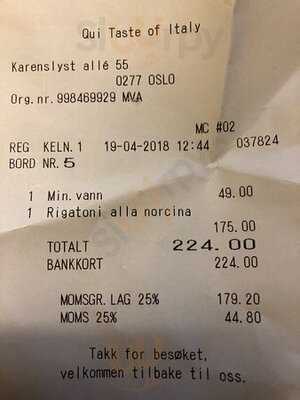 Qui Taste of Italy
Karenslyst allé 55
0277 OSLO
Org.nr. 998469929 MVA
MC #02
REG KELN.1 19-04-2018 12:44 037824
BORD NR.5
1 Min.vann 49.00
1 Rigatoni alla norcina
175.00
TOTALT 224.00
BANKKORT 224.00
MOMSGR. LAG 25% 179.20
MOMS 25% 44.80
Takk for besøket,
velkommen tilbake til oss.